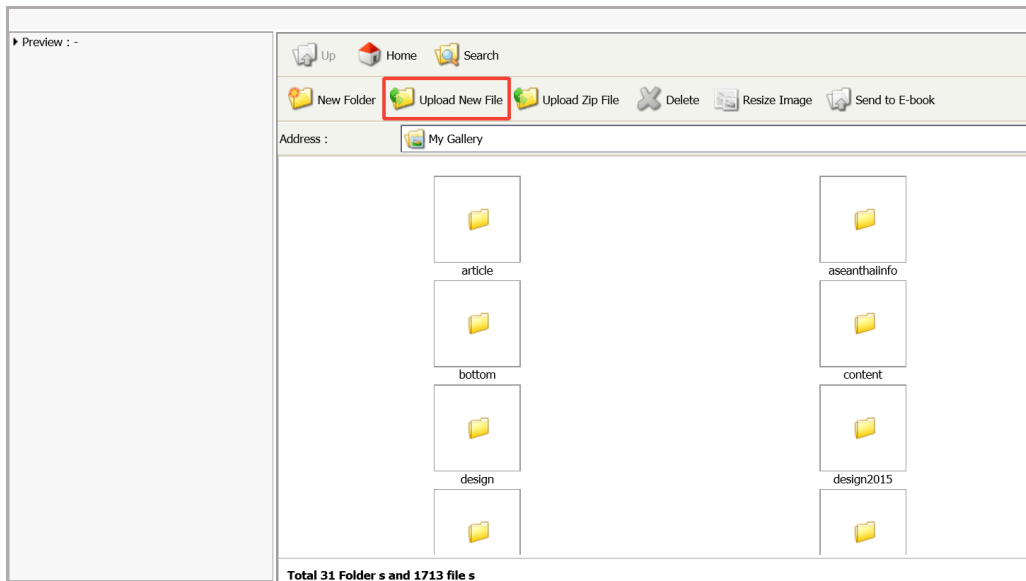 Preview : -
Up Home Search
New Folder Upload New File Upload Zip File Delete Resize Image Send to E-book
Address : My Gallery
article aseanthaiinfo
bottom content
design design2015
Total 31 Folder s and 1713 file s